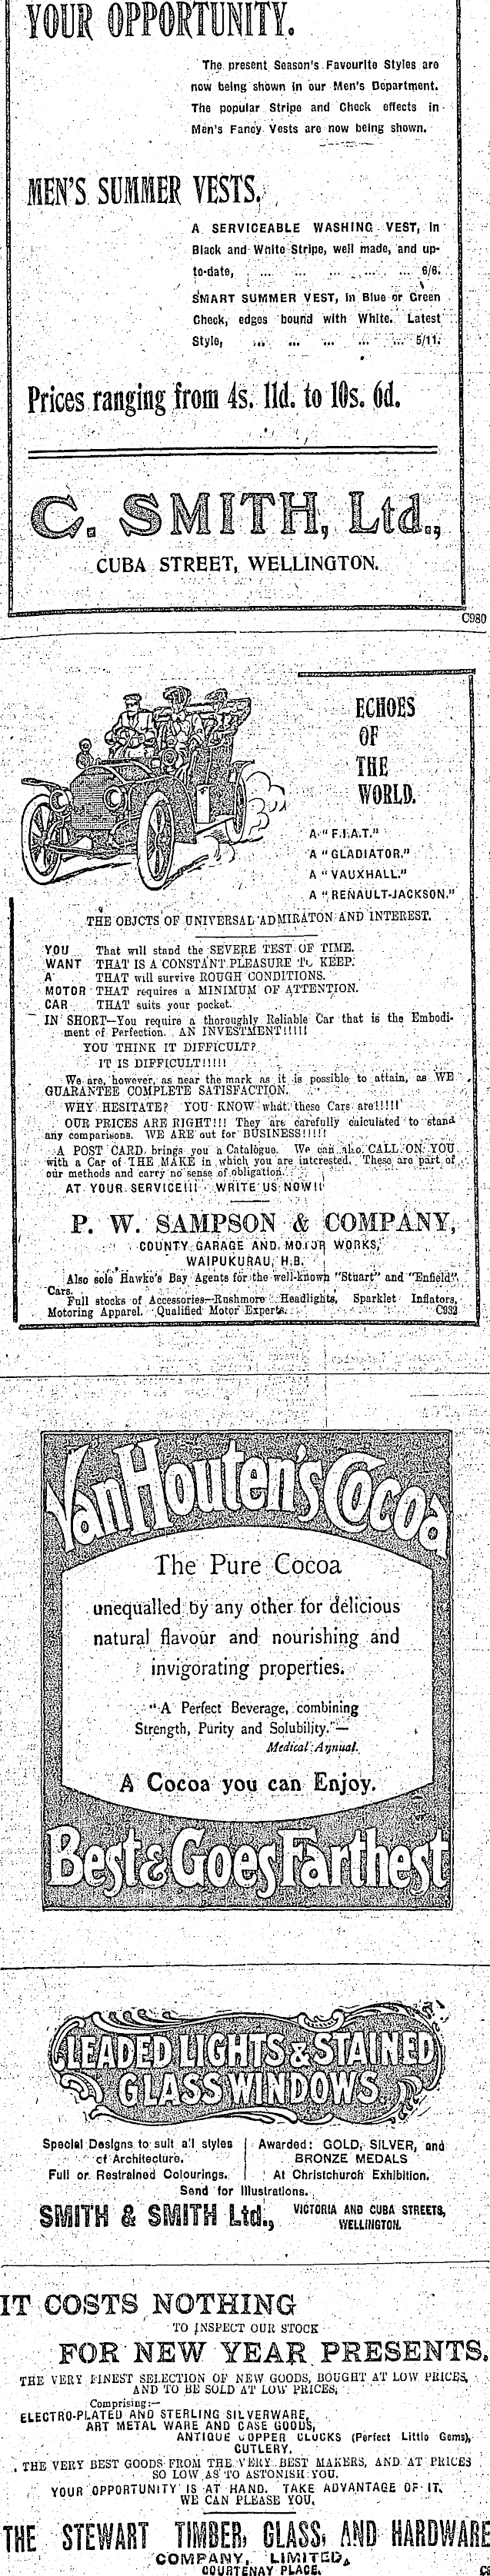 YOUR OPPORTUNITY.
The present Season's Favourite Styles are
now being shown in our Men's Department.
The popular Stripe and Check effects in
Men's Fancy Vests are now being shown.
MEN'S SUMMER VESTS.
A SERVICEABLE WASHING VEST, in
Black and White Stripe, well made, and up-
to-date, ... ... ... ... ... 6/6.
SMART SUMMER VEST, in Blue or Green
Check, edges bound with White. Latest
Style, ... ... ... ... ... 5/11.
Prices ranging from 4s. 11d. to 10s. 6d.
C. SMITH, Ltd.,
CUBA STREET, WELLINGTON.
C980
ECHOES
OF
THE
WORLD.
A "F.I.A.T."
A "GLADIATOR."
A "VAUXHALL."
A "RENAULT-JACKSON."
THE OBJCTS OF UNIVERSAL ADMIRATON AND INTEREST.
YOU That will stand the SEVERE TEST OF TIME.
WANT THAT IS A CONSTANT PLEASURE To KEEP.
A THAT will survive ROUGH CONDITIONS.
MOTOR THAT requires a MINIMUM OF ATTENTION.
CAR THAT suits your pocket.
IN SHORT—You require a thoroughly Reliable Car that is the Embodi-
ment of Perfection. AN INVESTMENT!!!!!
YOU THINK IT DIFFICULT?
IT IS DIFFICULT!!!!!
We are, however, as near the mark as it is possible to attain, as WE
GUARANTEE COMPLETE SATISFACTION.
WHY HESITATE? YOU KNOW what these Cars are!!!!!
OUR PRICES ARE RIGHT!!! They are carefully calculated to stand
any comparisons. WE ARE out for BUSINESS!!!!!
A POST CARD brings you a Catalogue. We can also CALL ON YOU
with a Car of THE MAKE in which you are interested. These are part of
our methods and carry no sense of obligation.
AT YOUR SERVICE!!! WRITE US NOW!!
P. W. SAMPSON & COMPANY,
COUNTY GARAGE AND MOTOR WORKS,
WAIPUKURAU, H.B.
Also sole Hawke's Bay Agents for the well-known "Stuart" and "Enfield"
Cars.
Full stocks of Accessories—Rushmore Headlights, Sparklet Inflators,
Motoring Apparel. Qualified Motor Experts. C932
Van Houten's Cocoa
The Pure Cocoa
unequalled by any other for delicious
natural flavour and nourishing and
invigorating properties.
"A Perfect Beverage, combining
Strength, Purity and Solubility."—
Medical Annual.
A Cocoa you can Enjoy.
Best & Goes Farthest
LEADED LIGHTS & STAINED
GLASS WINDOWS
Special Designs to suit all styles
of Architecture.
Full or Restrained Colourings.
Awarded: GOLD, SILVER, and
BRONZE MEDALS
At Christchurch Exhibition.
Send for Illustrations.
SMITH & SMITH Ltd., VICTORIA AND CUBA STREETS,
WELLINGTON.
IT COSTS NOTHING
TO INSPECT OUR STOCK
FOR NEW YEAR PRESENTS.
THE VERY FINEST SELECTION OF NEW GOODS, BOUGHT AT LOW PRICES,
AND TO BE SOLD AT LOW PRICES,
Comprising:—
ELECTRO-PLATED AND STERLING SILVERWARE,
ART METAL WARE AND CASE GOODS,
ANTIQUE COPPER CLOCKS (Perfect Little Gems),
CUTLERY.
THE VERY BEST GOODS FROM THE VERY BEST MAKERS, AND AT PRICES
SO LOW AS TO ASTONISH YOU.
YOUR OPPORTUNITY IS AT HAND. TAKE ADVANTAGE OF IT.
WE CAN PLEASE YOU.
THE STEWART TIMBER, GLASS, AND HARDWARE
COMPANY, LIMITED,
COURTENAY PLACE.